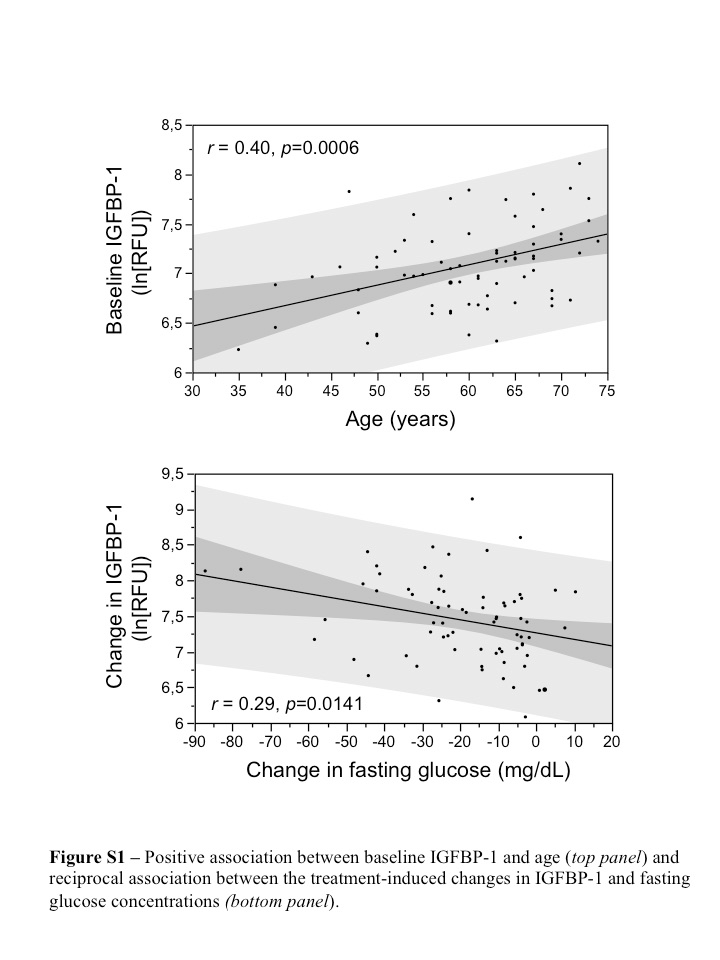 8,5
r = 0.40, p=0.0006
8
7,5
7
6,5
6
Baseline IGFBP-1
(ln[RFU])
30 35 40 45 50 55 60 65 70 75
Age (years)
9,5
9
8,5
8
7,5
7
6,5
6
Change in IGFBP-1
(ln[RFU])
r = 0.29, p=0.0141
-90 -80 -70 -60 -50 -40 -30 -20 -10 0 10 20
Change in fasting glucose (mg/dL)
Figure S1 – Positive association between baseline IGFBP-1 and age (top panel) and
reciprocal association between the treatment-induced changes in IGFBP-1 and fasting
glucose concentrations (bottom panel).